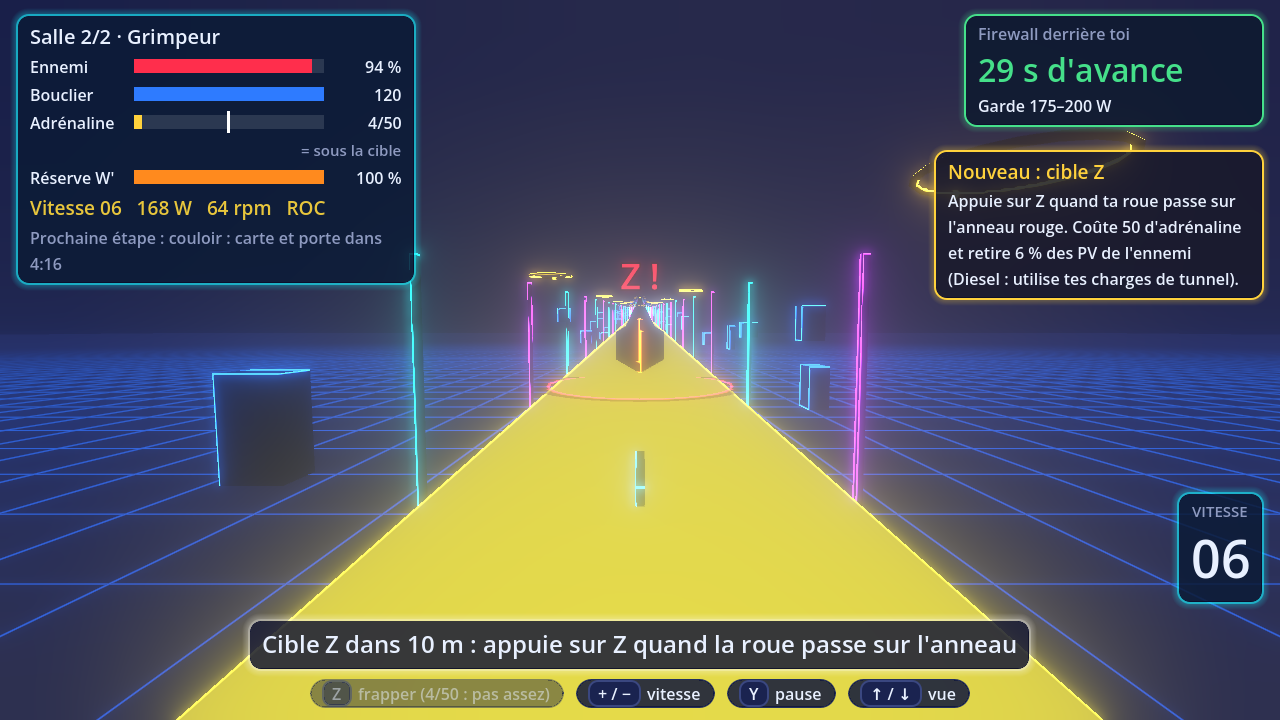 Salle 2/2 · Grimpeur
Ennemi 94 %
Bouclier 120
Adrénaline 4/50
= sous la cible
Réserve W' 100 %
Vitesse 06 168 W 64 rpm ROC
Prochaine étape : couloir : carte et porte dans
4:16
Firewall derrière toi
29 s d'avance
Garde 175–200 W
Nouveau : cible Z
Appuie sur Z quand ta roue passe sur
l'anneau rouge. Coûte 50 d'adrénaline
et retire 6 % des PV de l'ennemi
(Diesel : utilise tes charges de tunnel).
Z !
VITESSE
06
Cible Z dans 10 m : appuie sur Z quand la roue passe sur l'anneau
Z frapper (4/50 : pas assez) + / − vitesse Y pause ↑ / ↓ vue